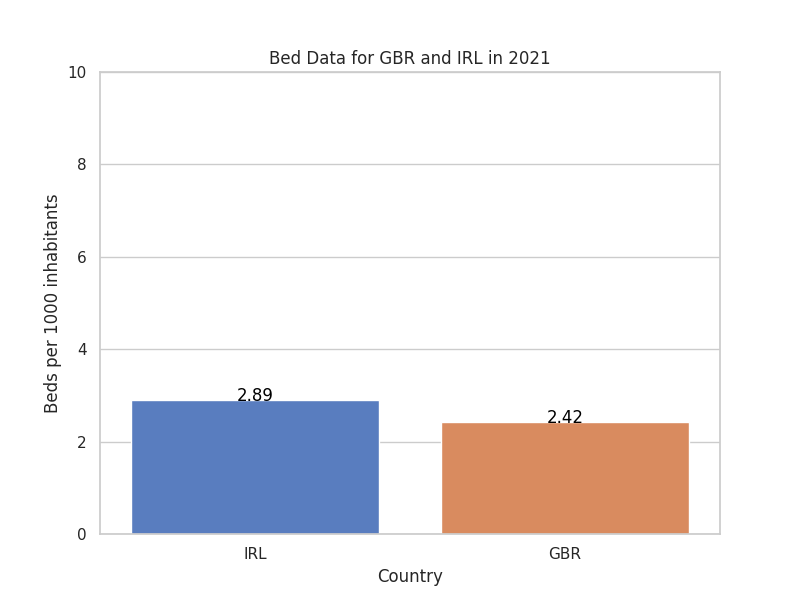 Bed Data for GBR and IRL in 2021
10
8
6
4
2
0
Beds per 1000 inhabitants
2.89
2.42
IRL
GBR
Country